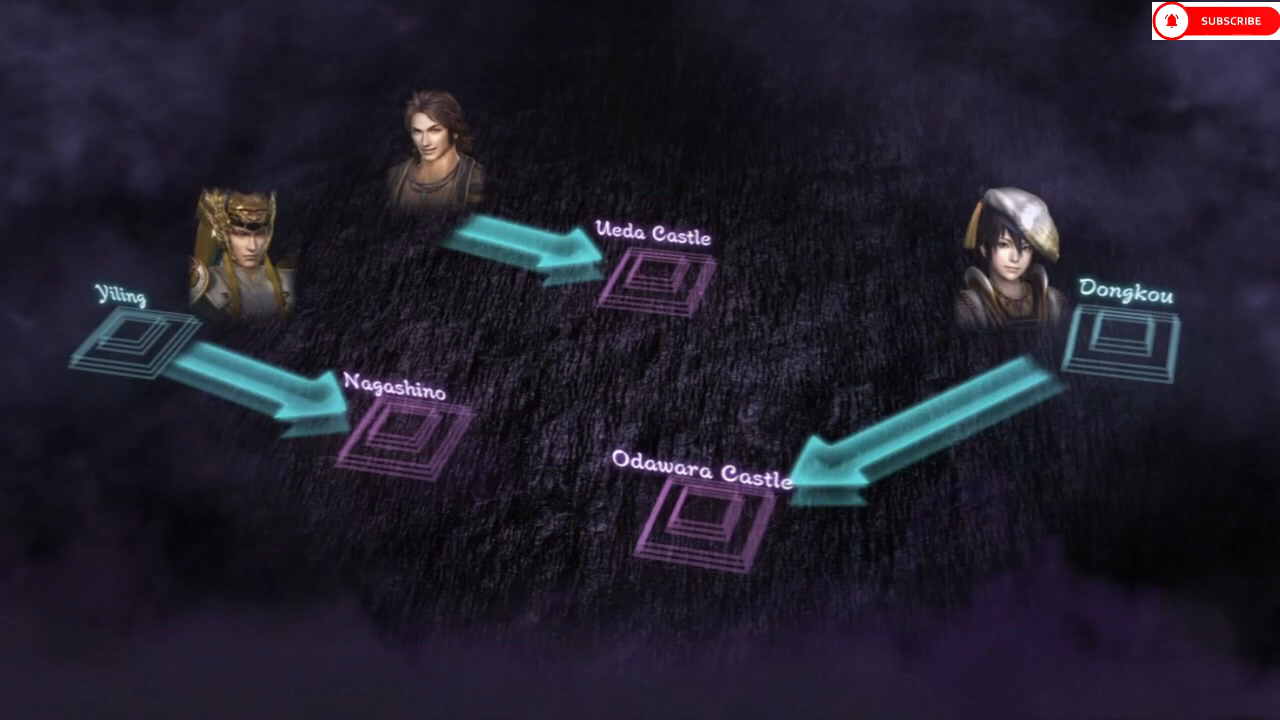 SUBSCRIBE
Ueda Castle
Yiling
Dongkou
Nagashino
Odawara Castle